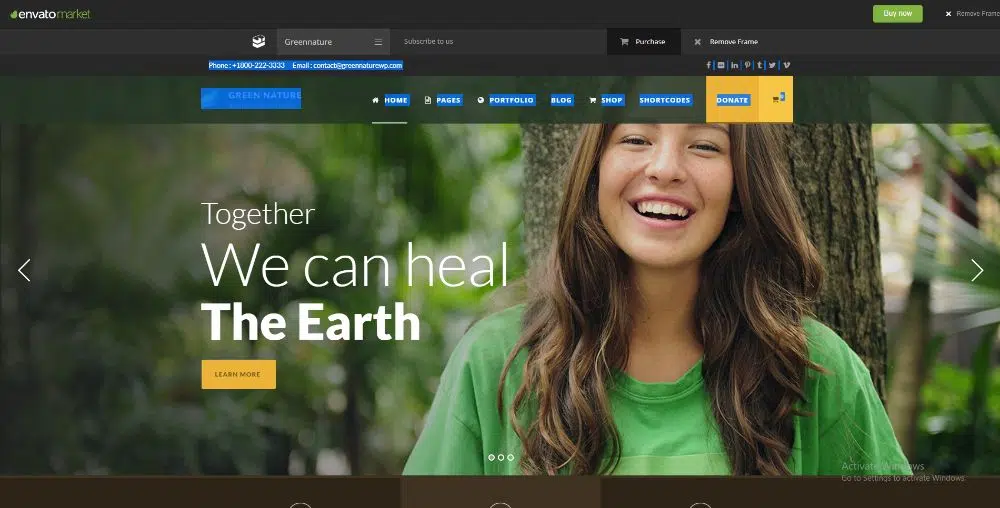 envatomarket
Buy now
Remove Frame
Greennature
Subscribe to us
Purchase
Remove Frame
Phone : +1800-222-3333 Email : contact@greennaturewp.com
GREEN NATURE
HOME PAGES PORTFOLIO BLOG SHOP SHORTCODES DONATE
Together
We can heal
The Earth
LEARN MORE
Activate Windows
Go to Settings to activate Windows.